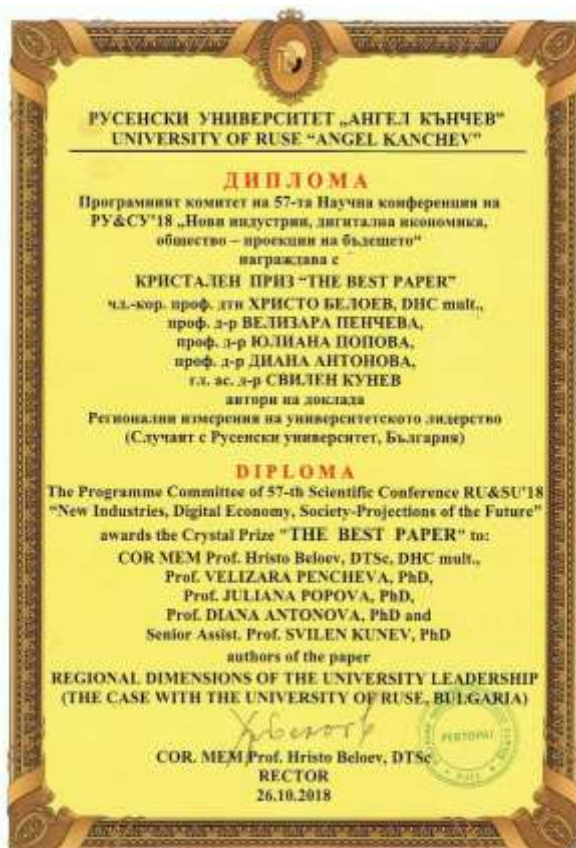 РУСЕНСКИ УНИВЕРСИТЕТ „АНГЕЛ КЪНЧЕВ"
UNIVERSITY OF RUSE "ANGEL KANCHEV"
ДИПЛОМА
Програмният комитет на 57-та Научна конференция на
РУ&СУ'18 „Нови индустрии, дигитална икономика,
общество – проекции на бъдещето"
награждава с
КРИСТАЛЕН ПРИЗ "THE BEST PAPER"
чл.-кор. проф. дтн ХРИСТО БЕЛОЕВ, DHC mult.,
проф. д-р ВЕЛИЗАРА ПЕНЧЕВА,
проф. д-р ЮЛИАНА ПОПОВА,
проф. д-р ДИАНА АНТОНОВА,
гл. ас. д-р СВИЛЕН КУНЕВ
автори на доклада
Регионални измерения на университетското лидерство
(Случаят с Русенски университет, България)
DIPLOMA
The Programme Committee of 57-th Scientific Conference RU&SU'18
"New Industries, Digital Economy, Society-Projections of the Future"
awards the Crystal Prize "THE BEST PAPER" to:
COR MEM Prof. Hristo Beloev, DTSc, DHC mult.,
Prof. VELIZARA PENCHEVA, PhD,
Prof. JULIANA POPOVA, PhD,
Prof. DIANA ANTONOVA, PhD and
Senior Assist. Prof. SVILEN KUNEV, PhD
authors of the paper
REGIONAL DIMENSIONS OF THE UNIVERSITY LEADERSHIP
(THE CASE WITH THE UNIVERSITY OF RUSE, BULGARIA)
РЕКТОРАТ
COR. MEM Prof. Hristo Beloev, DTSc
RECTOR
26.10.2018